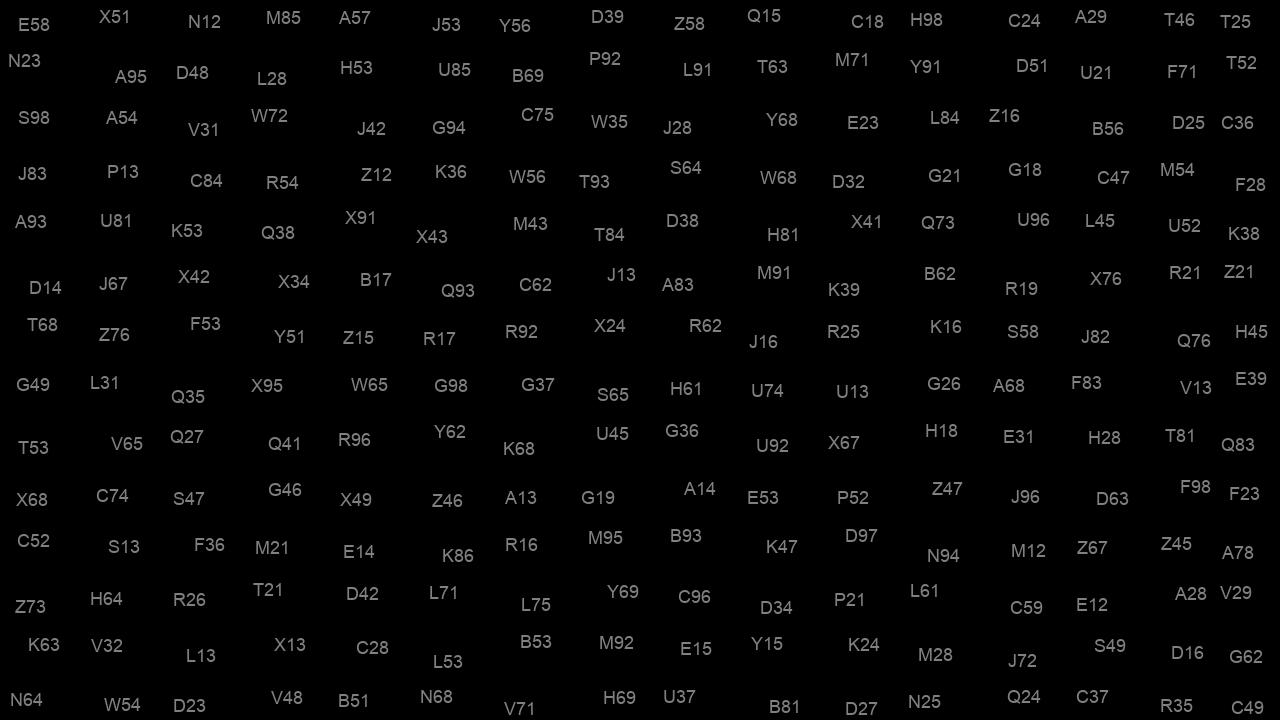 E58 X51 N12 M85 A57 J53 Y56 D39 Z58 Q15 C18 H98 C24 A29 T46 T25
N23 A95 D48 L28 H53 U85 B69 P92 L91 T63 M71 Y91 D51 U21 F71 T52
S98 A54 V31 W72 J42 G94 C75 W35 J28 Y68 E23 L84 Z16 B56 D25 C36
J83 P13 C84 R54 Z12 K36 W56 T93 S64 W68 D32 G21 G18 C47 M54 F28
A93 U81 K53 Q38 X91 X43 M43 T84 D38 H81 X41 Q73 U96 L45 U52 K38
D14 J67 X42 X34 B17 Q93 C62 J13 A83 M91 K39 B62 R19 X76 R21 Z21
T68 Z76 F53 Y51 Z15 R17 R92 X24 R62 J16 R25 K16 S58 J82 Q76 H45
G49 L31 Q35 X95 W65 G98 G37 S65 H61 U74 U13 G26 A68 F83 V13 E39
T53 V65 Q27 Q41 R96 Y62 K68 U45 G36 U92 X67 H18 E31 H28 T81 Q83
X68 C74 S47 G46 X49 Z46 A13 G19 A14 E53 P52 Z47 J96 D63 F98 F23
C52 S13 F36 M21 E14 K86 R16 M95 B93 K47 D97 N94 M12 Z67 Z45 A78
Z73 H64 R26 T21 D42 L71 L75 Y69 C96 D34 P21 L61 C59 E12 A28 V29
K63 V32 L13 X13 C28 L53 B53 M92 E15 Y15 K24 M28 J72 S49 D16 G62
N64 W54 D23 V48 B51 N68 V71 H69 U37 B81 D27 N25 Q24 C37 R35 C49